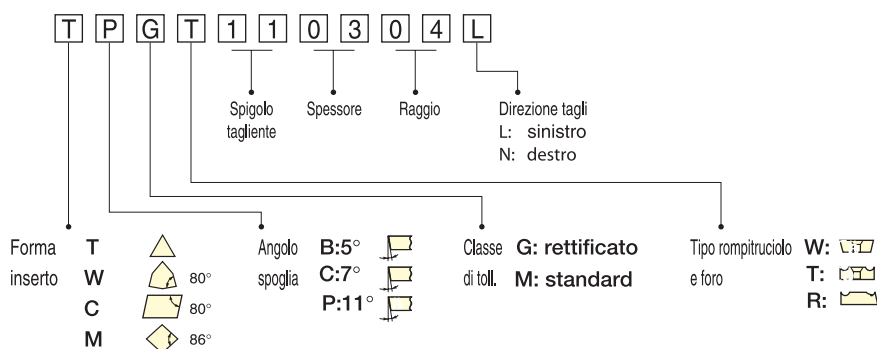 T P G T 1 1 0 3 0 4 L
Spigolo tagliente
Spessore
Raggio
Direzione tagli
L: sinistro
N: destro
Forma inserto
T
W 80°
C 80°
M 86°
Angolo spoglia
B:5°
C:7°
P:11°
Classe di toll.
G: rettificato
M: standard
Tipo rompitruciolo e foro
W:
T:
R: